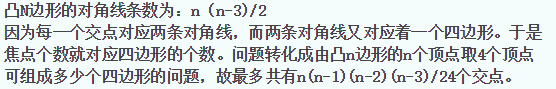 凸N边形的对角线条数为：n (n-3)/2
因为每一个交点对应两条对角线，而两条对角线又对应着一个四边形。于是
焦点个数就对应四边形的个数。问题转化成由凸n边形的n个顶点取4个顶点
可组成多少个四边形的问题，故最多共有n(n-1)(n-2)(n-3)/24个交点。